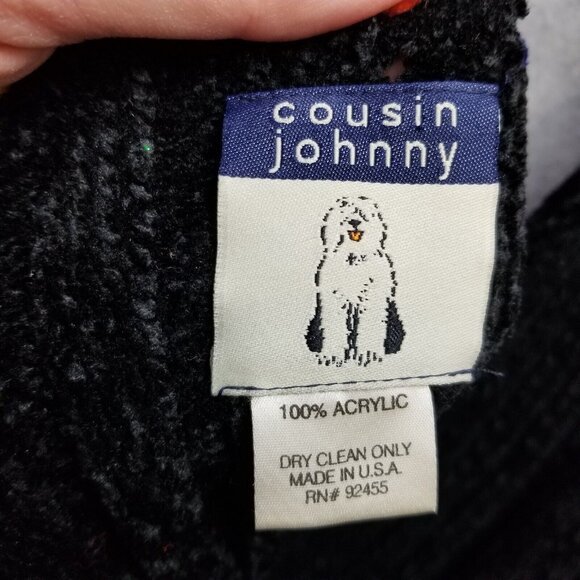 cousin
johnny
100% ACRYLIC
DRY CLEAN ONLY
MADE IN U.S.A.
RN# 92455